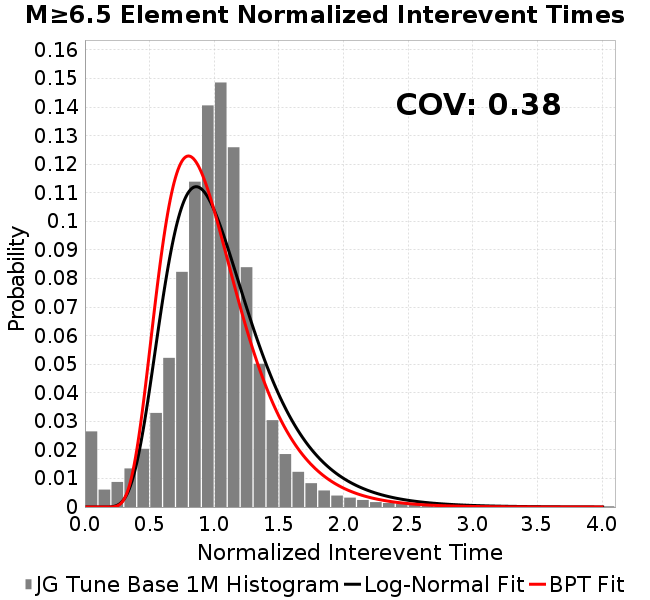 M≥6.5 Element Normalized Interevent Times
COV: 0.38
Probability
0.16
0.15
0.14
0.13
0.12
0.11
0.1
0.09
0.08
0.07
0.06
0.05
0.04
0.03
0.02
0.01
0
0.0 0.5 1.0 1.5 2.0 2.5 3.0 3.5 4.0
Normalized Interevent Time
JG Tune Base 1M Histogram Log-Normal Fit BPT Fit